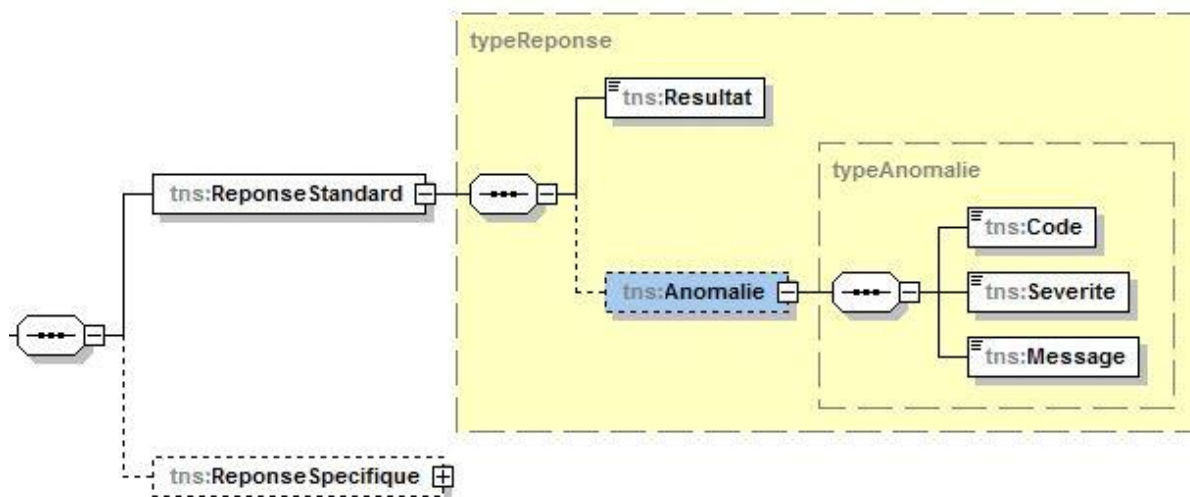 typeReponse
tns:Resultat
typeAnomalie
tns:ReponseStandard
tns:Code
tns:Anomalie
tns:Severite
tns:Message
tns:ReponseSpecifique